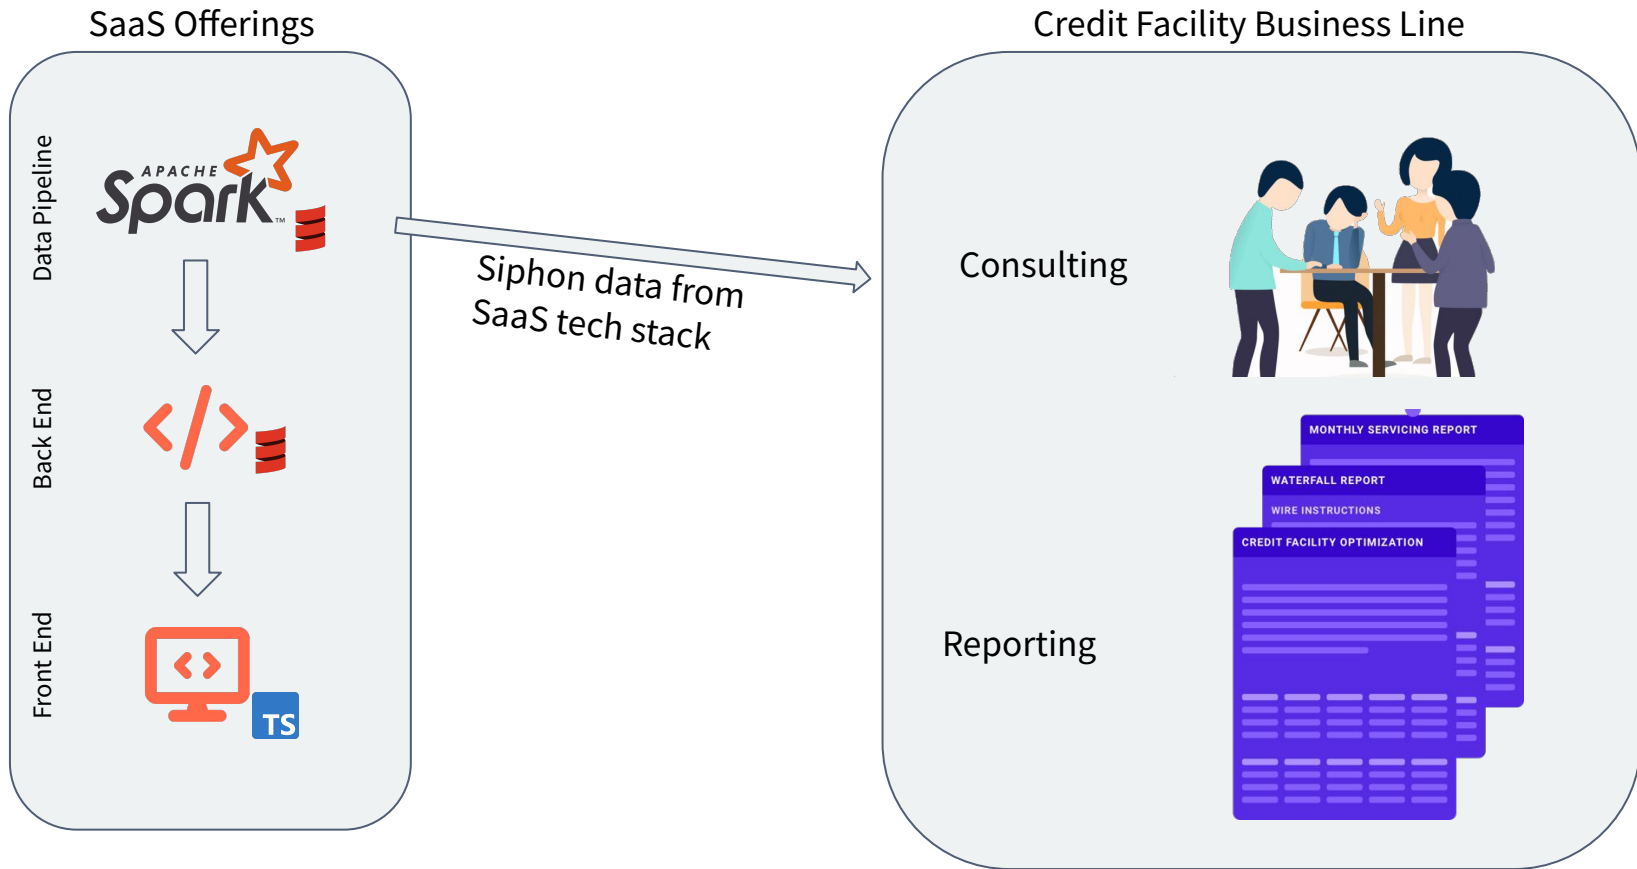 SaaS Offerings
Credit Facility Business Line
Data Pipeline
APACHE
Spark™
Siphon data from
SaaS tech stack
Consulting
Back End
MONTHLY SERVICING REPORT
WATERFALL REPORT
WIRE INSTRUCTIONS
CREDIT FACILITY OPTIMIZATION
Front End
</>
<>
TS
Reporting